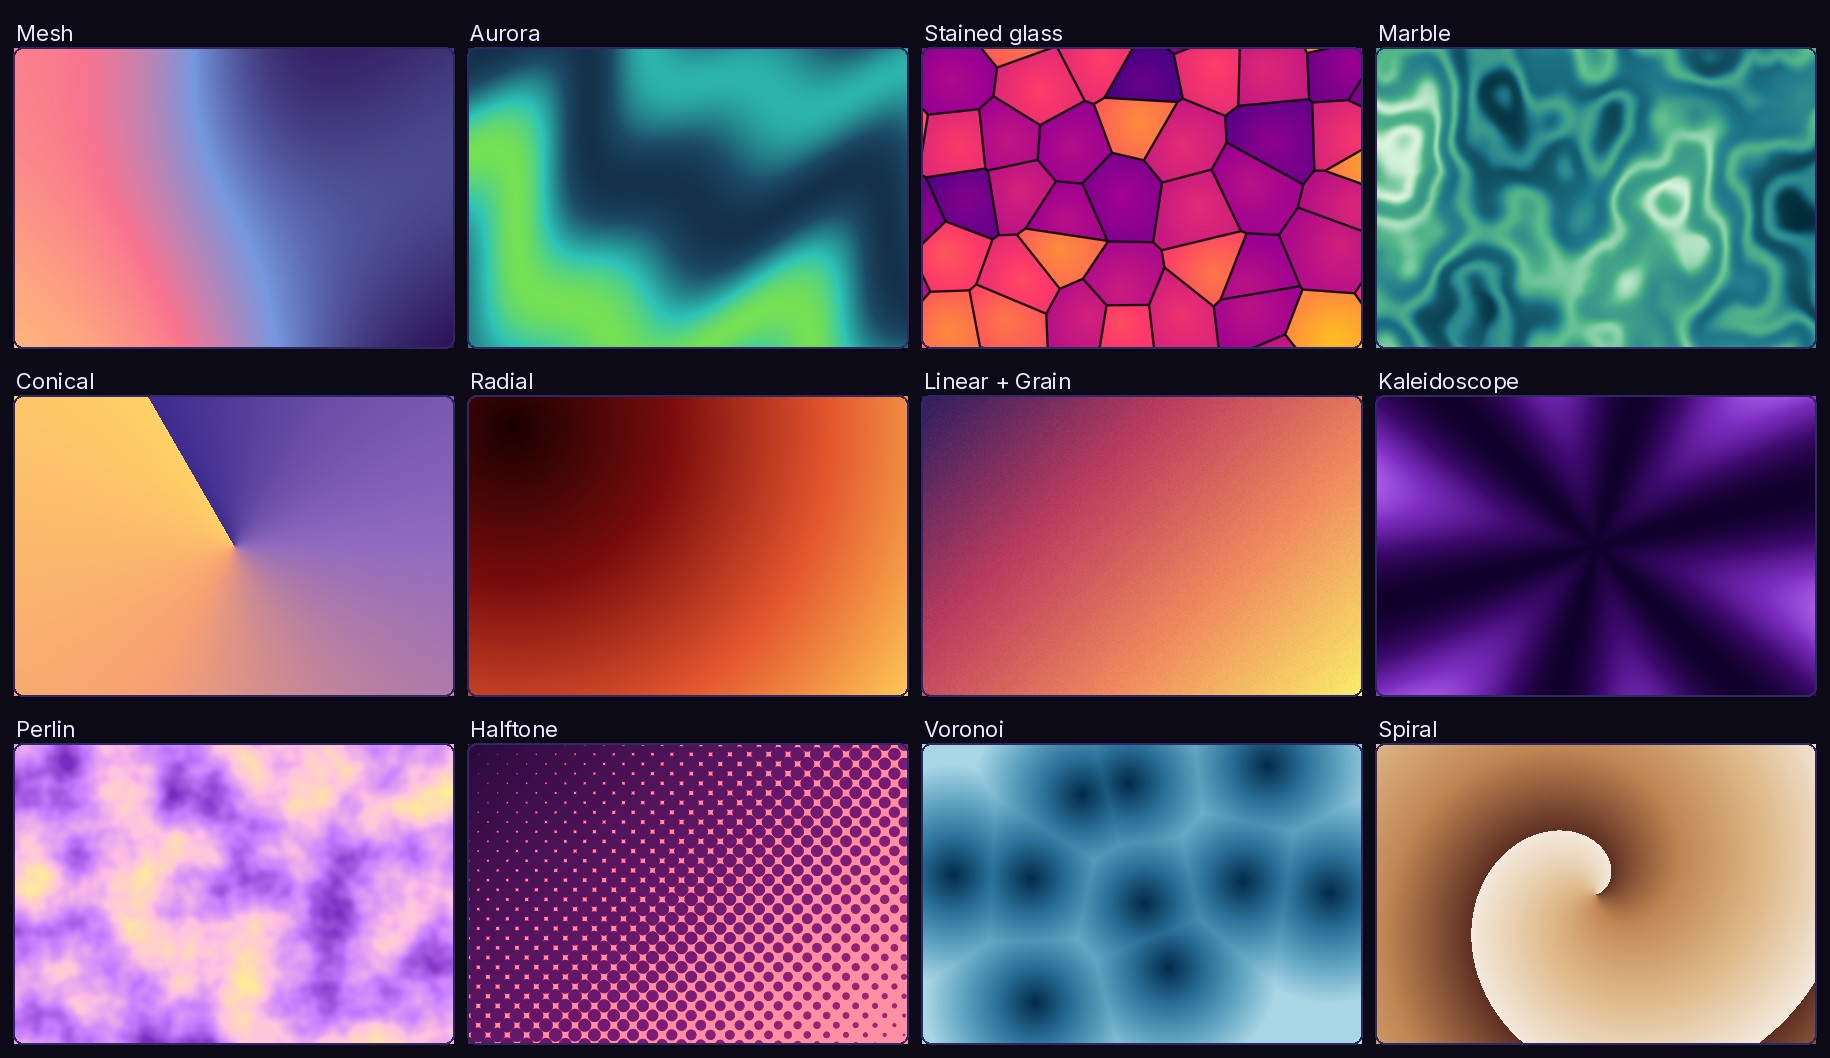 Mesh
Aurora
Stained glass
Marble
Conical
Radial
Linear + Grain
Kaleidoscope
Perlin
Halftone
Voronoi
Spiral